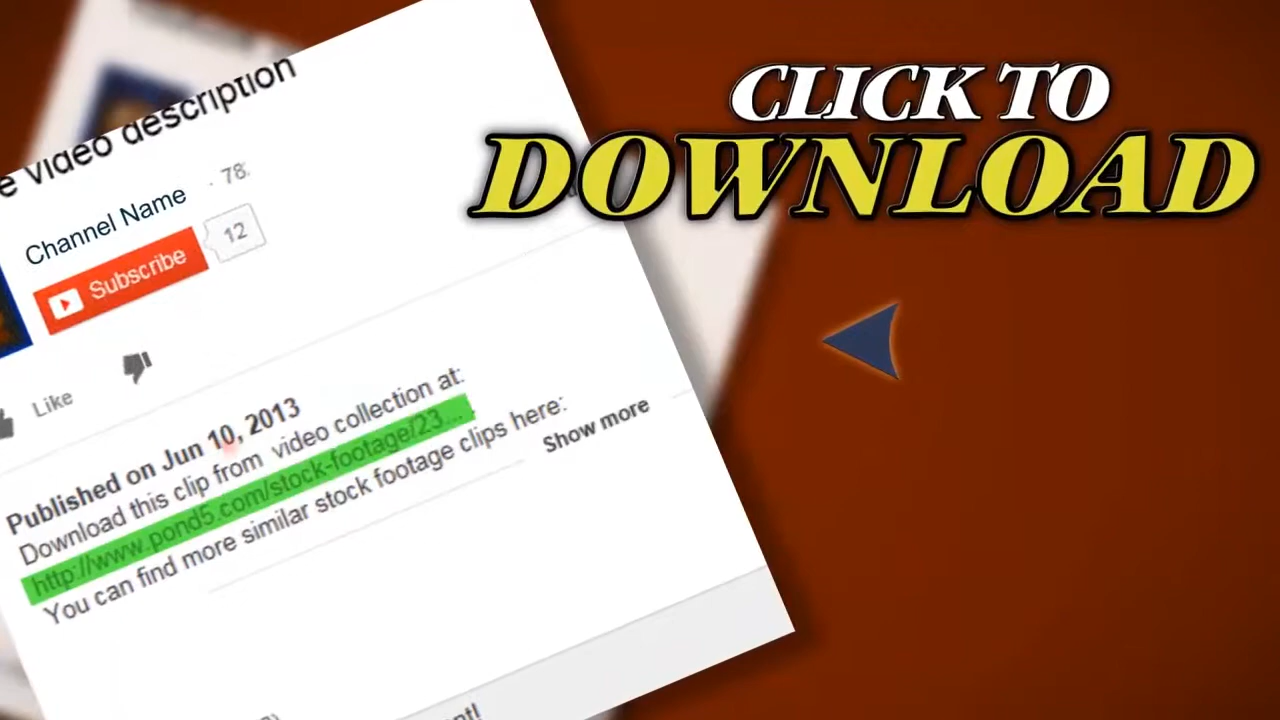 CLICK TO
DOWNLOAD
e video description
Channel Name
78
Subscribe
12
Like
Published on Jun 10, 2013
Download this clip from video collection at:
http://www.pond5.com/stock-footage/23...
You can find more similar stock footage clips here:
Show more